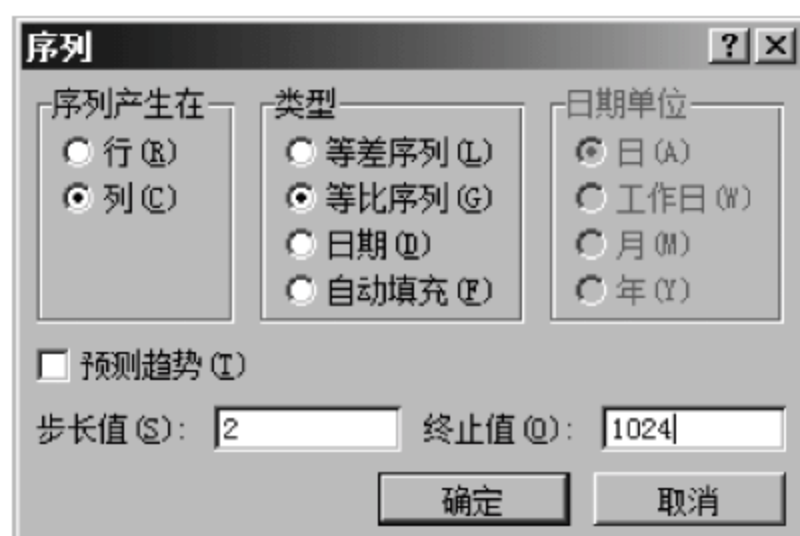 序列
序列产生在
行(R)
列(C)
类型
等差序列(L)
等比序列(G)
日期(D)
自动填充(F)
日期单位
日(A)
工作日(W)
月(M)
年(Y)
预测趋势(T)
步长值(S): 2 终止值(O): 1024
确定 取消